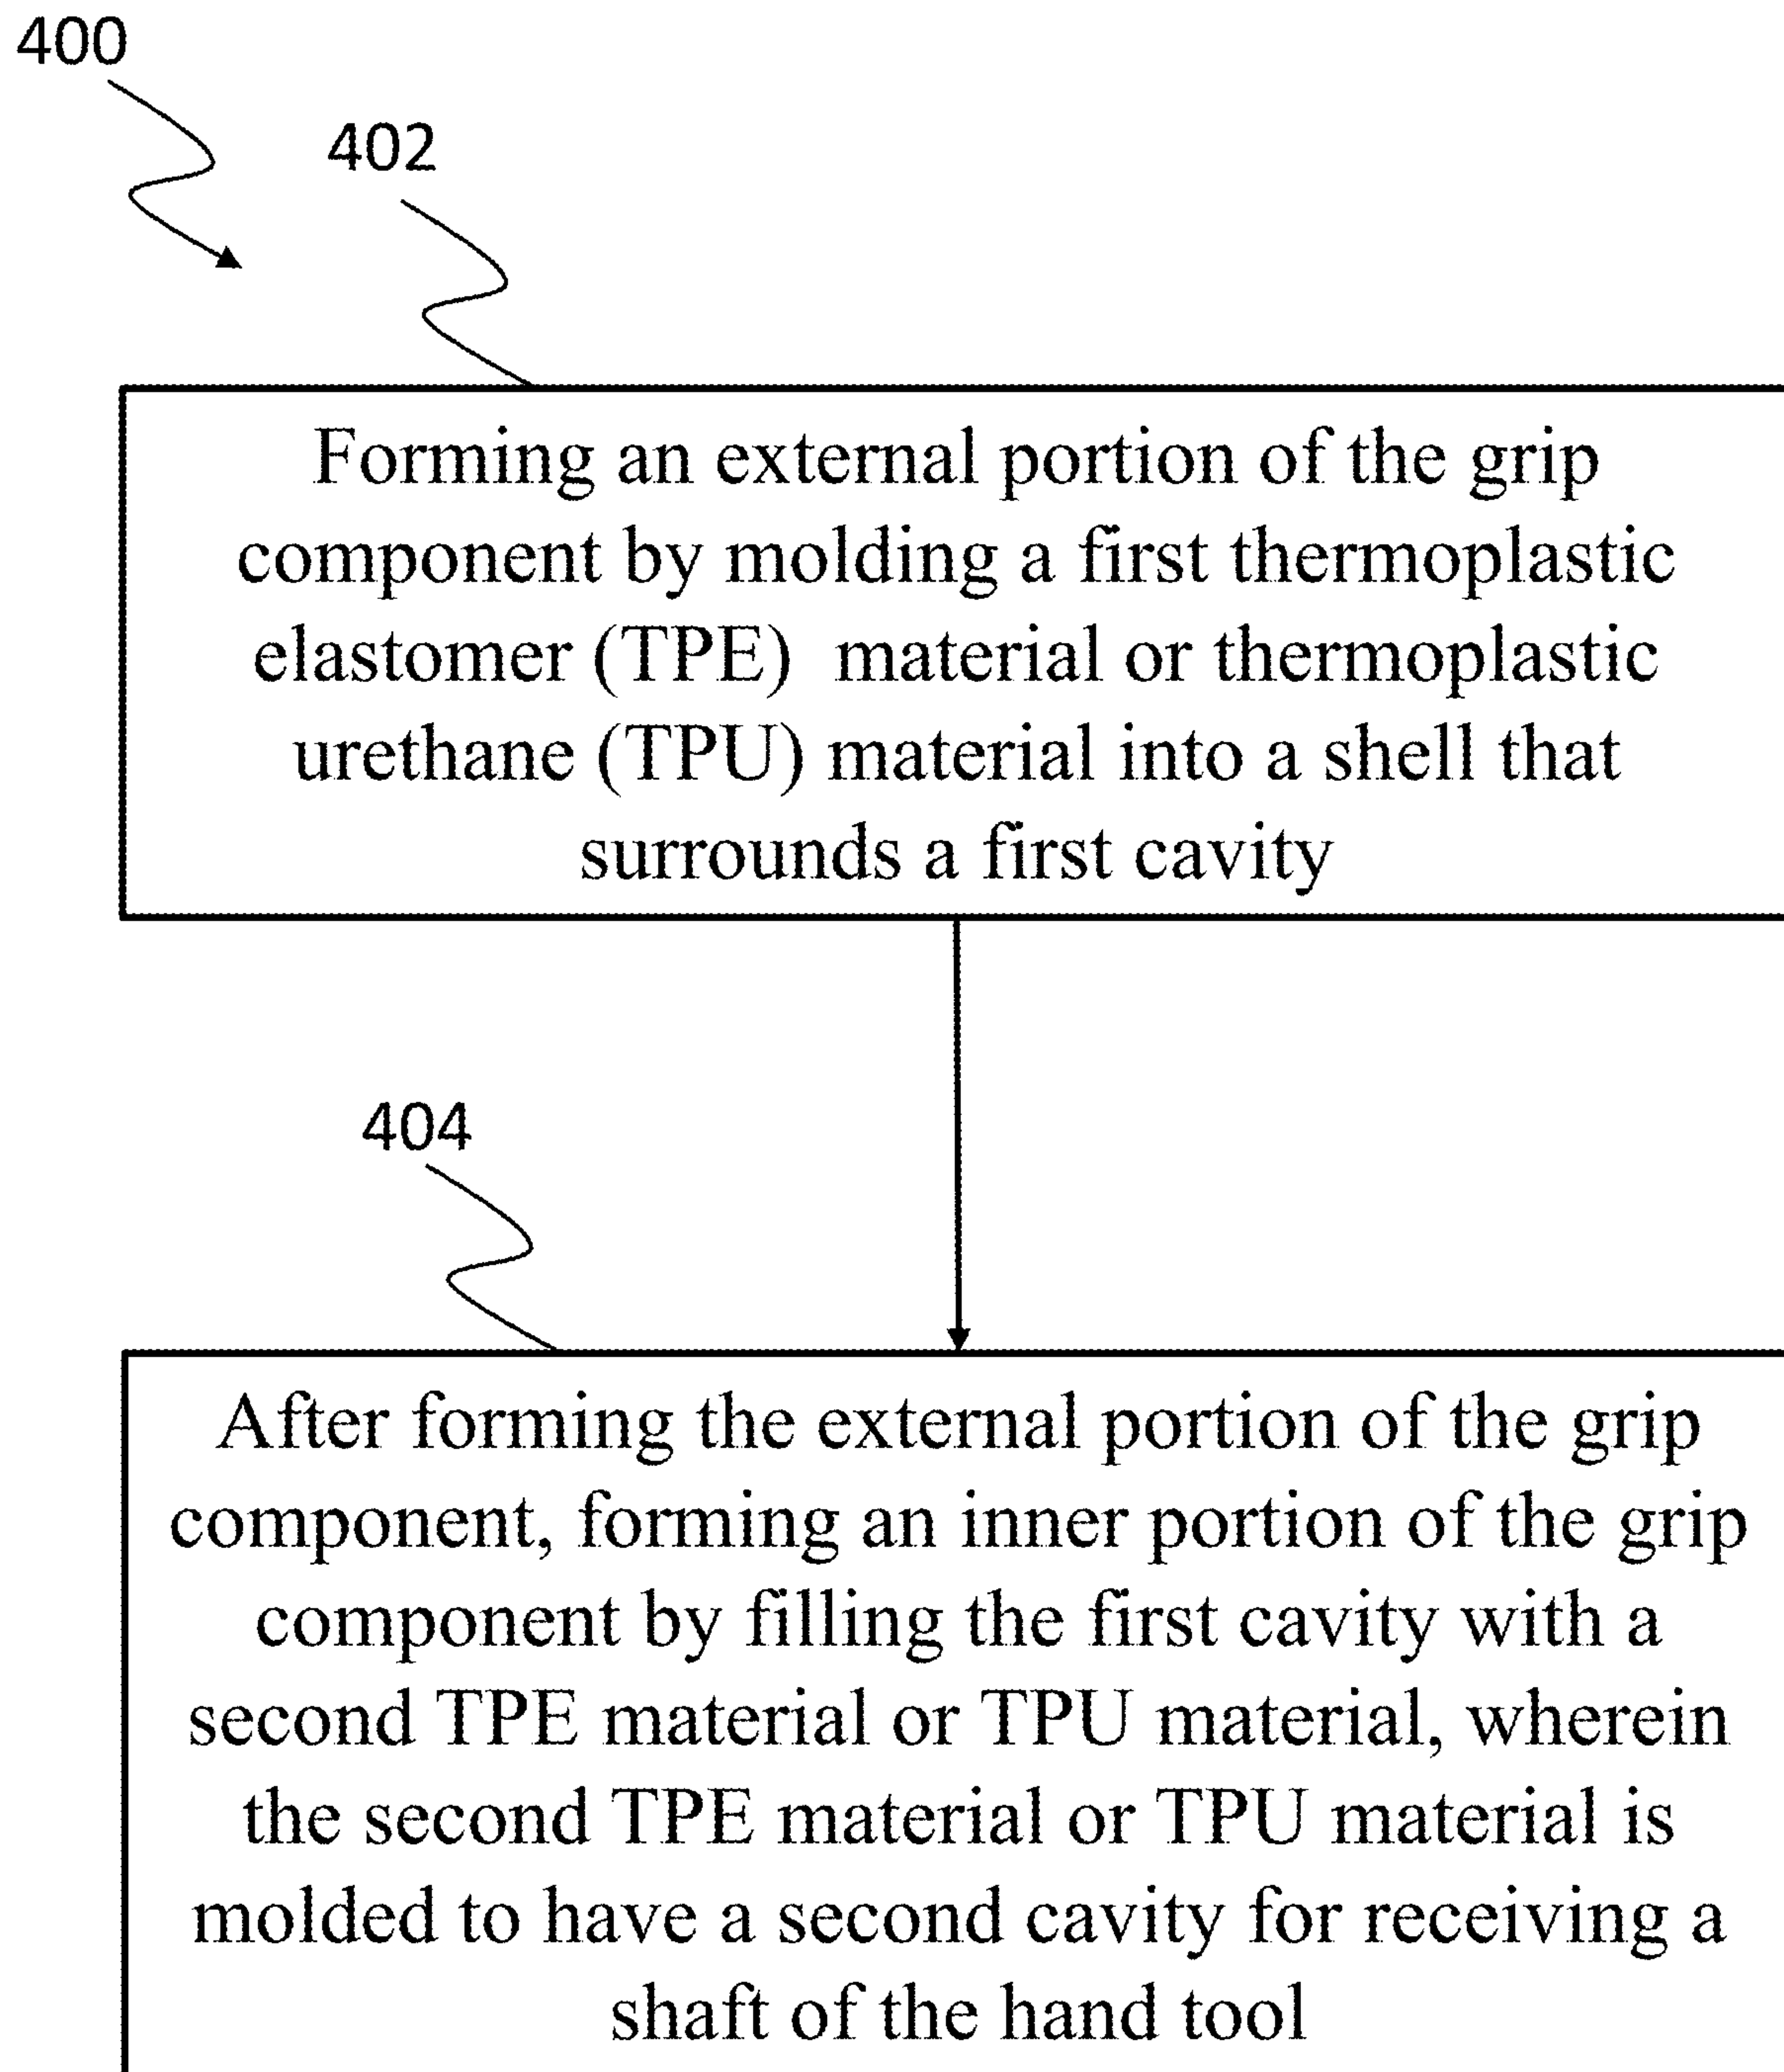 400
402
Forming an external portion of the grip
component by molding a first thermoplastic
elastomer (TPE) material or thermoplastic
urethane (TPU) material into a shell that
surrounds a first cavity
404
After forming the external portion of the grip
component, forming an inner portion of the grip
component by filling the first cavity with a
second TPE material or TPU material, wherein
the second TPE material or TPU material is
molded to have a second cavity for receiving a
shaft of the hand tool